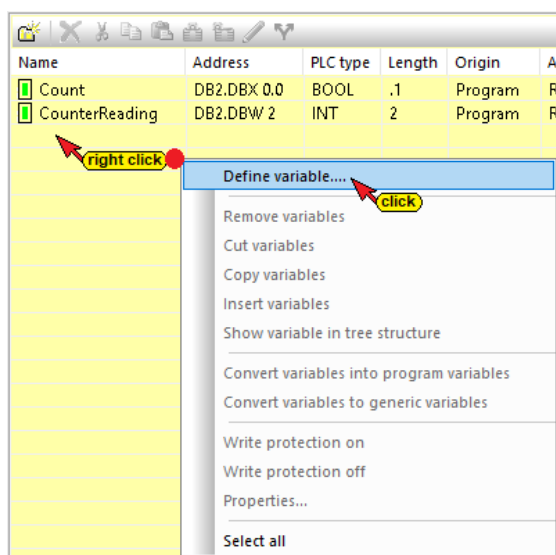 Name Address PLC type Length Origin A
Count DB2.DBX 0.0 BOOL .1 Program R
CounterReading DB2.DBW 2 INT 2 Program R
right click
Define variable....
click
Remove variables
Cut variables
Copy variables
Insert variables
Show variable in tree structure
Convert variables into program variables
Convert variables to generic variables
Write protection on
Write protection off
Properties...
Select all